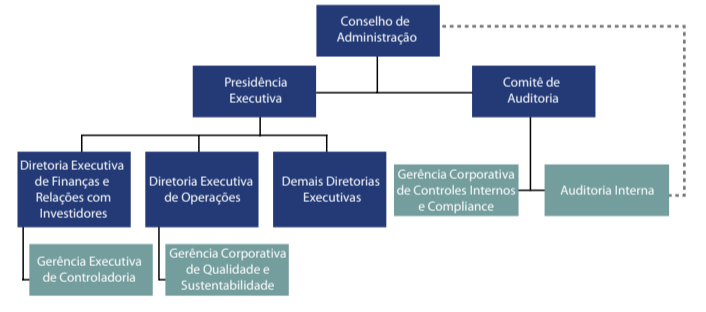 Conselho de
Administração
Presidência
Executiva
Comitê de
Auditoria
Diretoria Executiva
de Finanças e
Relações com
Investidores
Diretoria Executiva
de Operações
Demais Diretorias
Executivas
Gerência Corporativa
de Controles Internos
e Compliance
Auditoria Interna
Gerência Executiva
de Controladoria
Gerência Corporativa
de Qualidade e
Sustentabilidade